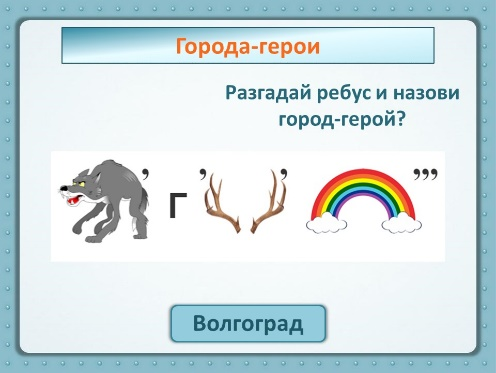 Города-герои
Разгадай ребус и назови
город-герой?
’ Г ’ ’ ’’’
Волгоград